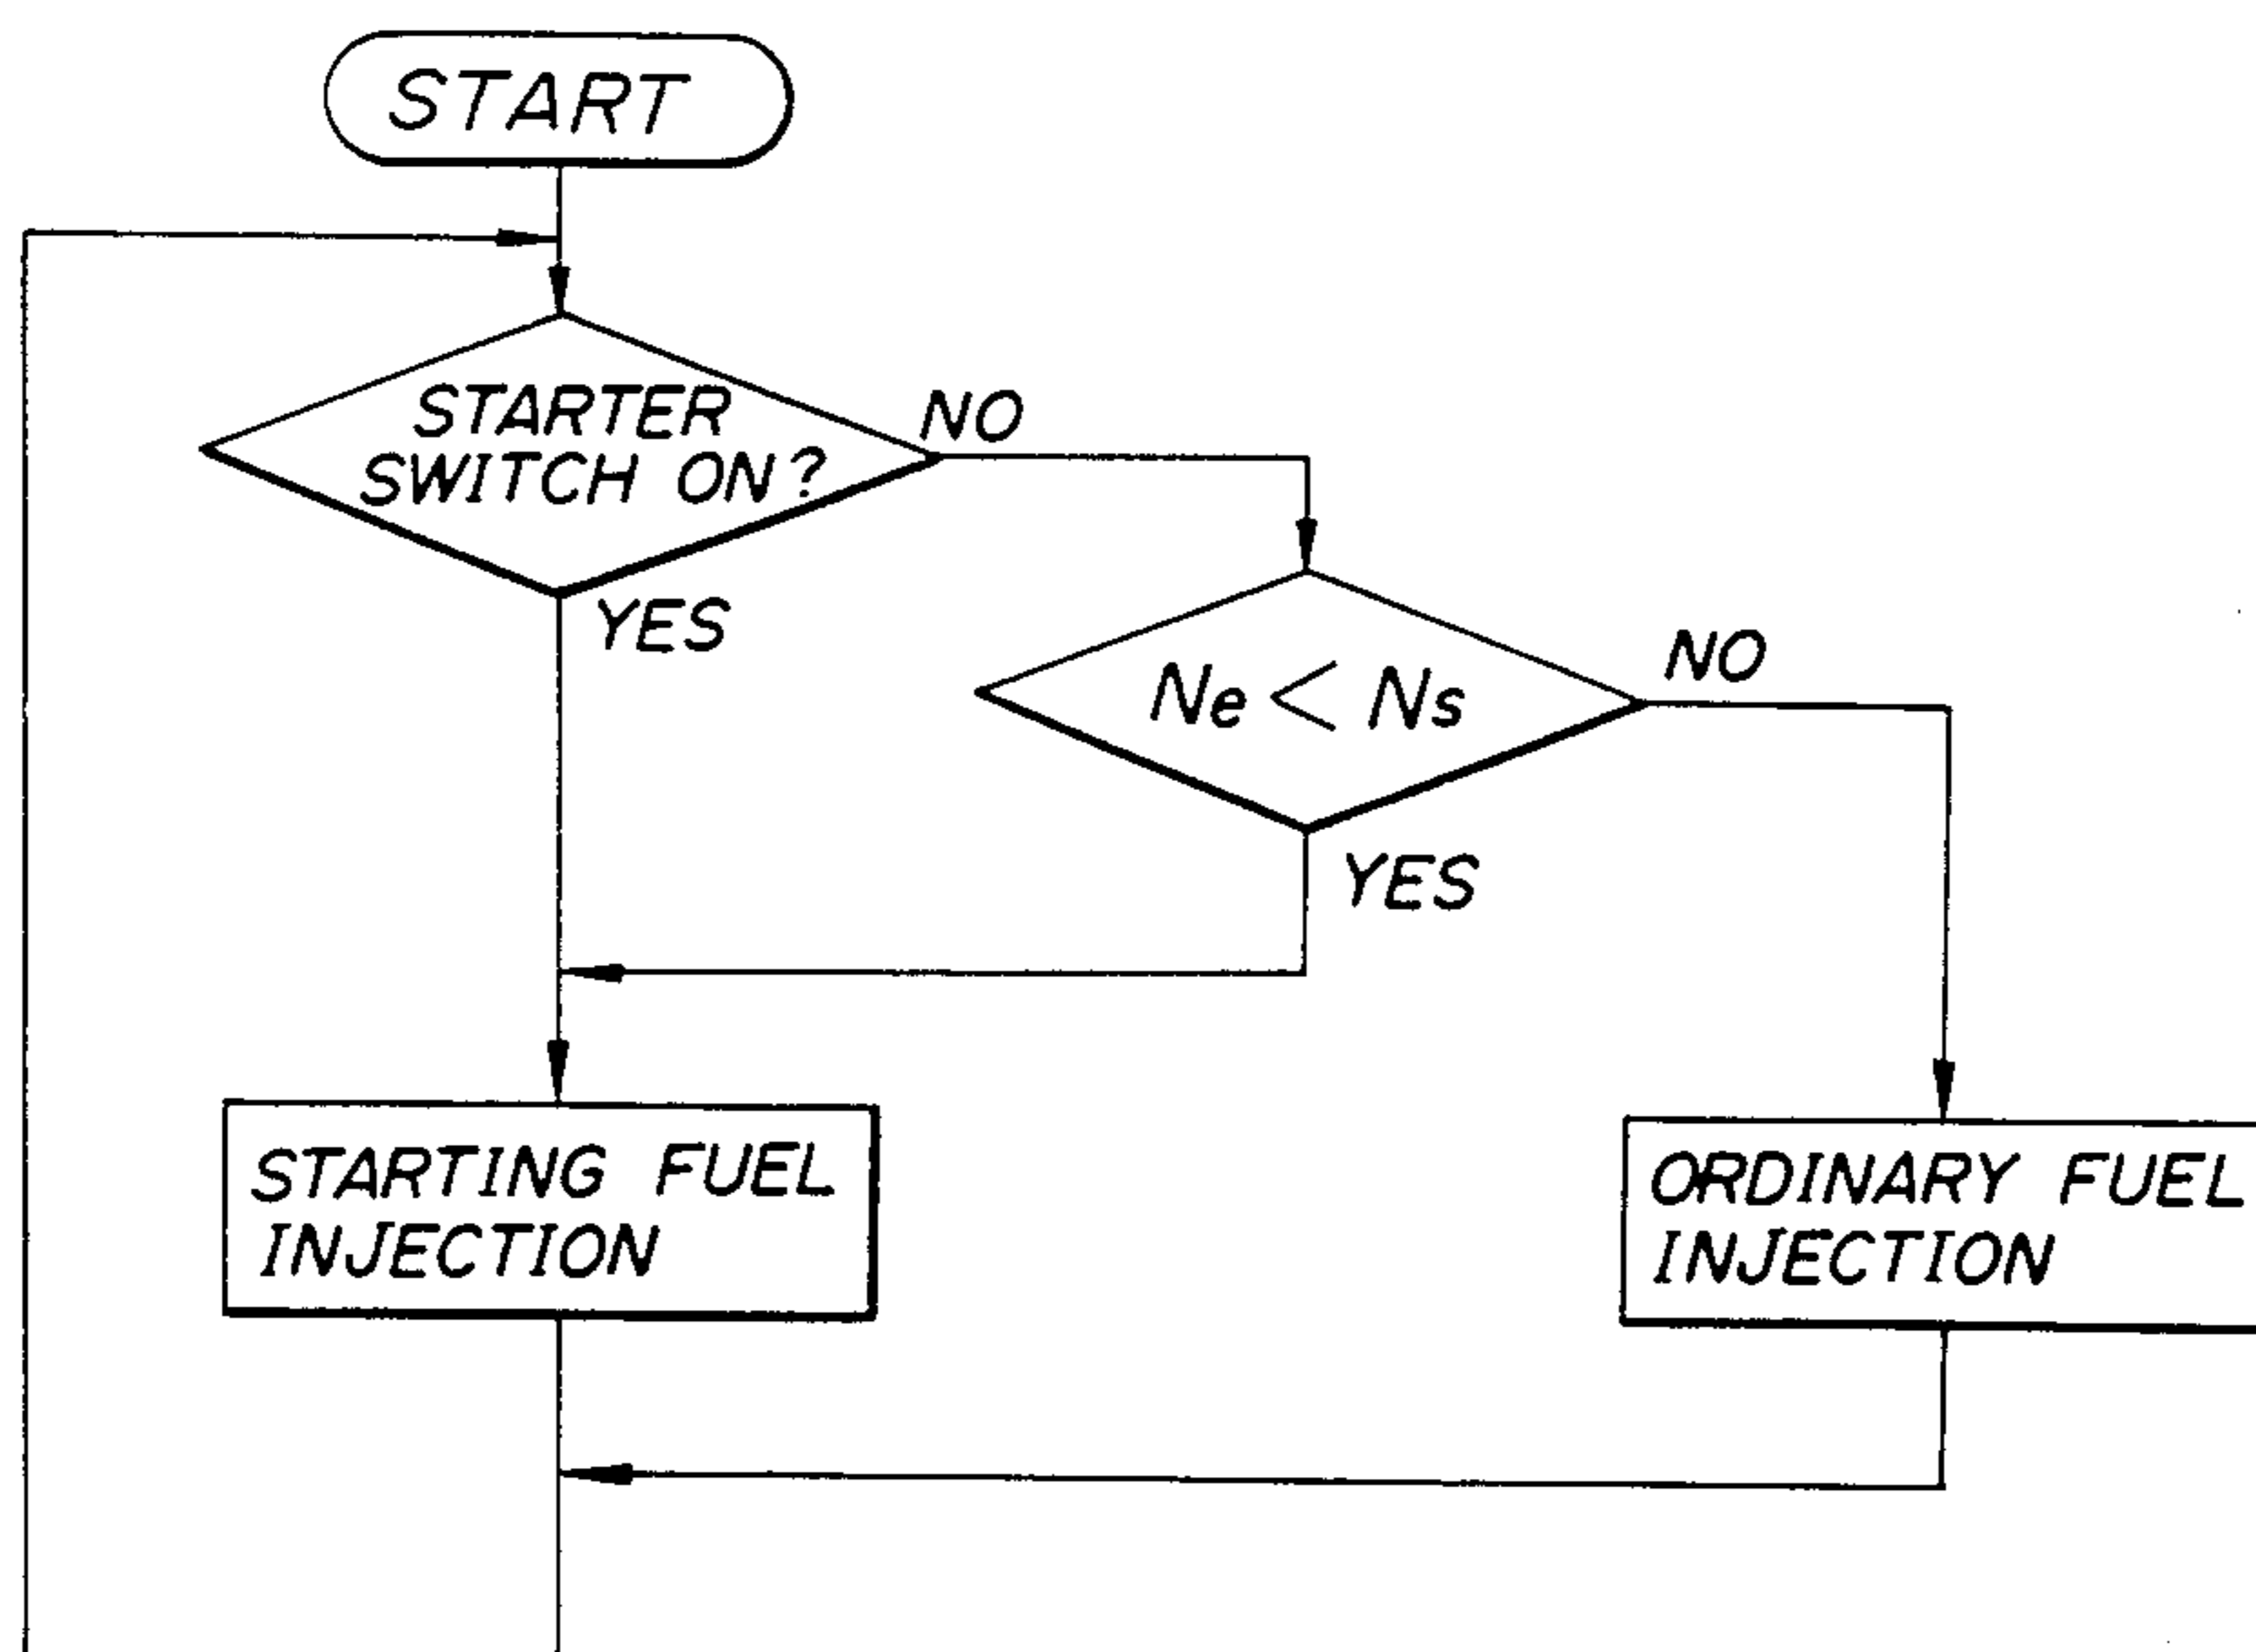 START
STARTER
SWITCH ON?
NO
YES
Ne < Ns
NO
YES
STARTING FUEL
INJECTION
ORDINARY FUEL
INJECTION